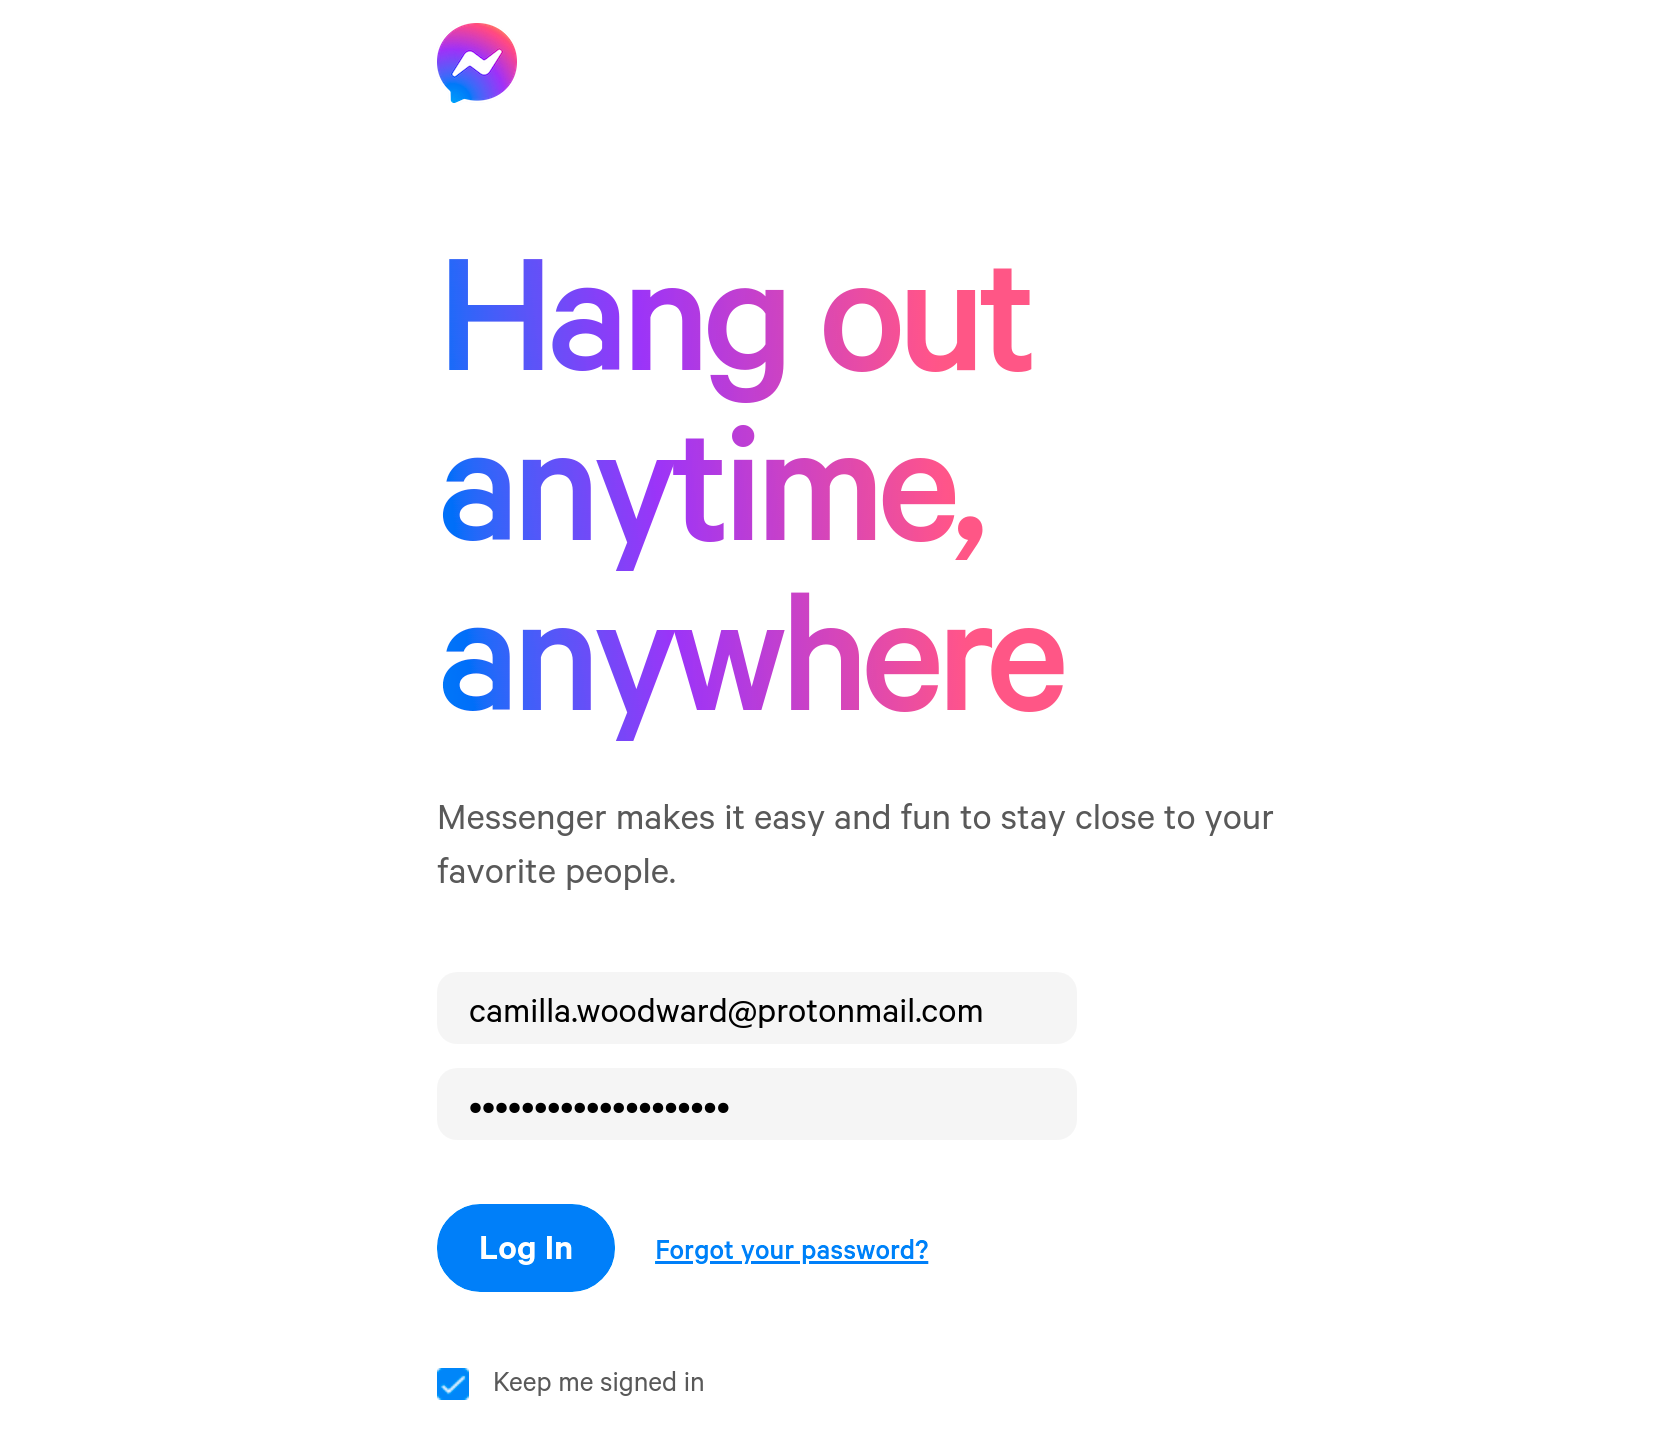 Hang out
anytime,
anywhere
Messenger makes it easy and fun to stay close to your
favorite people.
camilla.woodward@protonmail.com
••••••••••••••••••••
Log In
Forgot your password?
Keep me signed in